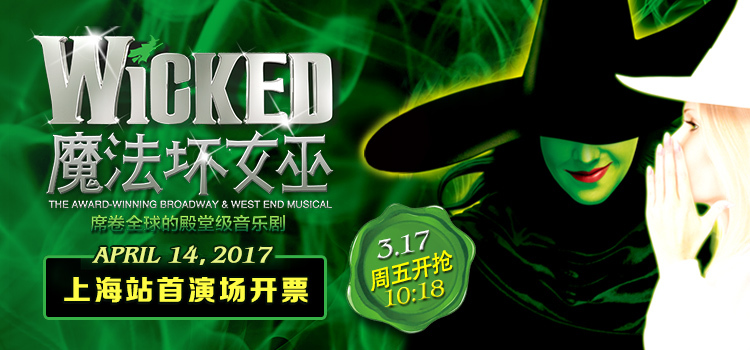 WICKED
魔法坏女巫
THE AWARD-WINNING BROADWAY & WEST END MUSICAL
席卷全球的殿堂级音乐剧
APRIL 14, 2017
上海站首演场开票
3.17
周五开抢
10:18